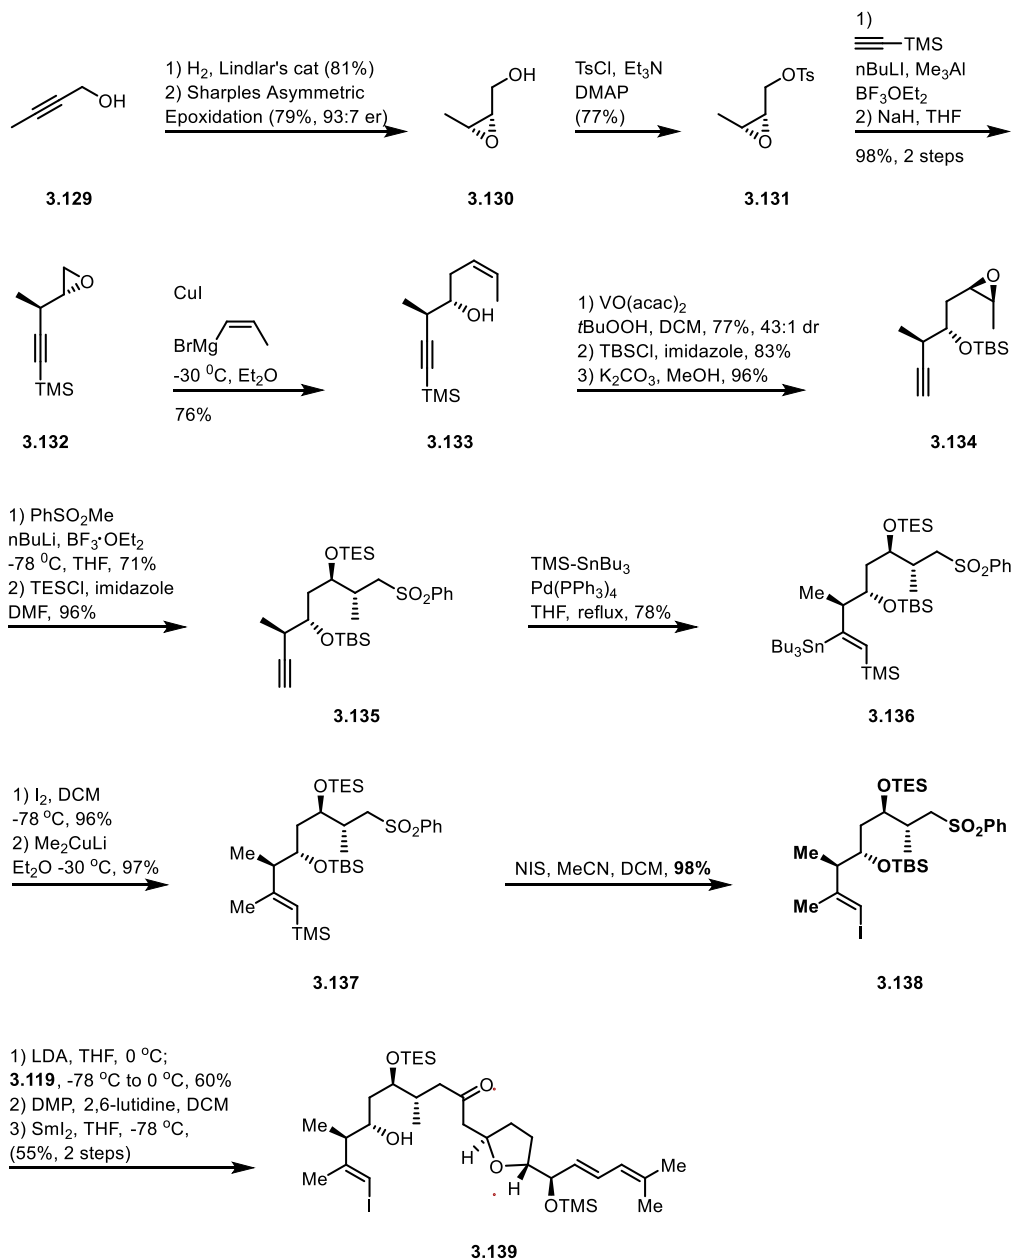 OH
1) H2, Lindlar's cat (81%)
2) Sharples Asymmetric
Epoxidation (79%, 93:7 er)
OH
O
TsCl, Et3N
DMAP
(77%)
OTs
O
1)
TMS
nBuLI, Me3Al
BF3OEt2
2) NaH, THF
98%, 2 steps
3.129
3.130
3.131
O
TMS
CuI
BrMg
-30 ⁰C, Et2O
76%
OH
TMS
1) VO(acac)2
tBuOOH, DCM, 77%, 43:1 dr
2) TBSCl, imidazole, 83%
3) K2CO3, MeOH, 96%
O
OTBS
3.132
3.133
3.134
1) PhSO2Me
nBuLi, BF3•OEt2
-78 ⁰C, THF, 71%
2) TESCl, imidazole
DMF, 96%
OTES
SO2Ph
OTBS
TMS-SnBu3
Pd(PPh3)4
THF, reflux, 78%
OTES
SO2Ph
Me
OTBS
Bu3Sn
TMS
3.135
3.136
1) I2, DCM
-78 °C, 96%
2) Me2CuLi
Et2O -30 °C, 97%
OTES
SO2Ph
Me
OTBS
Me
TMS
NIS, MeCN, DCM, 98%
OTES
SO2Ph
Me
OTBS
Me
I
3.137
3.138
1) LDA, THF, 0 °C;
3.119, -78 °C to 0 °C, 60%
2) DMP, 2,6-lutidine, DCM
3) SmI2, THF, -78 °C,
(55%, 2 steps)
OTES
O
Me
OH
Me
I
H
O
H
OTMS
Me
Me
3.139